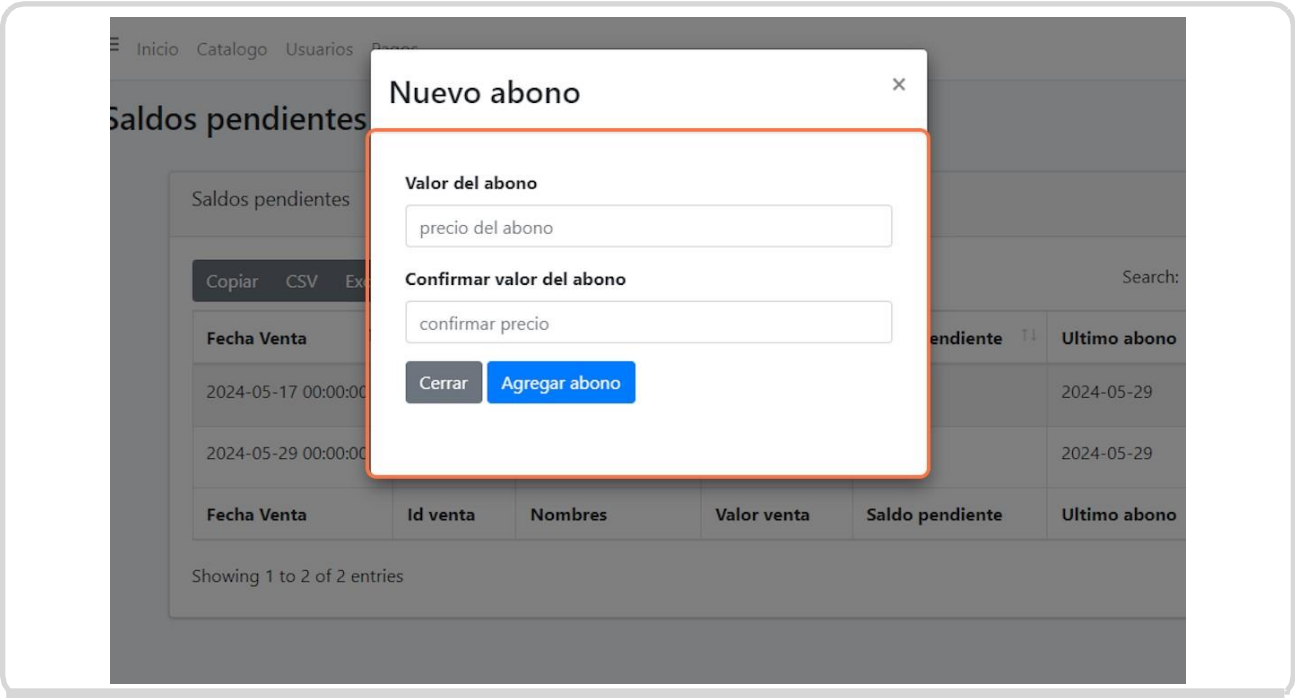 Inicio Catalogo Usuarios Pagos
Nuevo abono ×
Saldos pendientes
Valor del abono
Saldos pendientes
precio del abono
Copiar CSV
Confirmar valor del abono
Search:
confirmar precio
Fecha Venta endiente Ultimo abono
Cerrar Agregar abono
2024-05-17 00:00:00 2024-05-29
2024-05-29 00:00:00 2024-05-29
Fecha Venta Id venta Nombres Valor venta Saldo pendiente Ultimo abono
Showing 1 to 2 of 2 entries